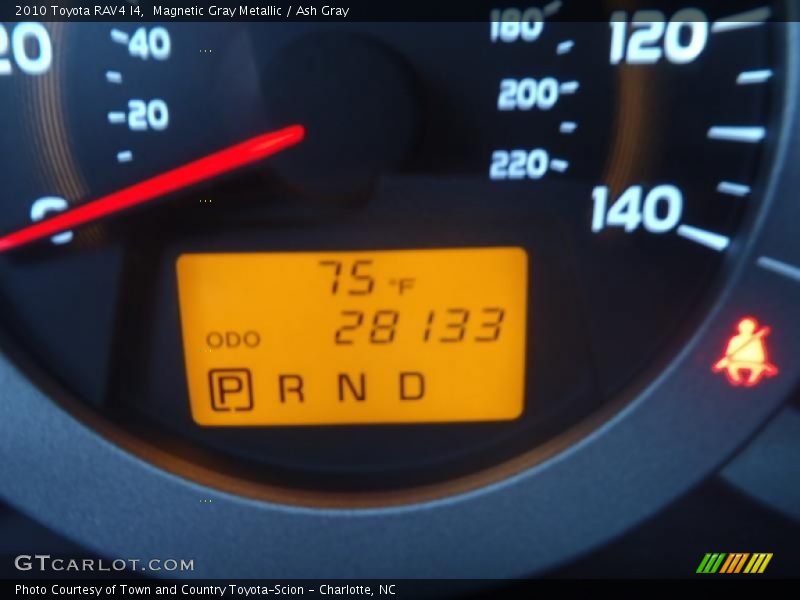 2010 Toyota RAV4 I4,  Magnetic Gray Metallic / Ash Gray
20
40
20
0
180
200
220
120
140
75 °F
ODO 28133
P R N D
GTCARLOT.COM
Photo Courtesy of Town and Country Toyota-Scion - Charlotte, NC